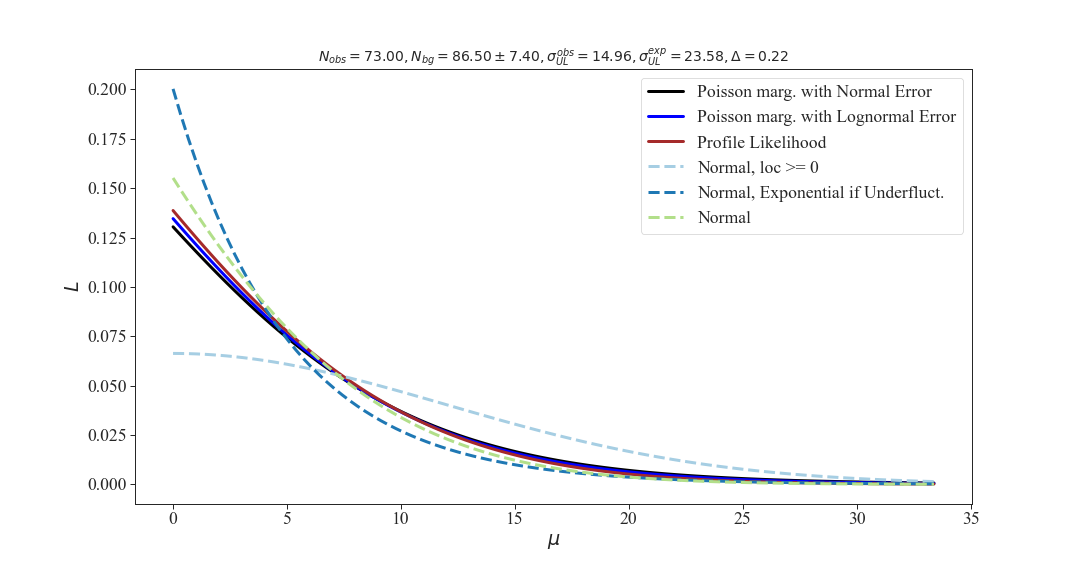 N_obs = 73.00, N_bg = 86.50 ± 7.40, σ_UL^obs = 14.96, σ_UL^exp = 23.58, Δ = 0.22
Poisson marg. with Normal Error
Poisson marg. with Lognormal Error
Profile Likelihood
Normal, loc >= 0
Normal, Exponential if Underfluct.
Normal
L
0.200
0.175
0.150
0.125
0.100
0.075
0.050
0.025
0.000
0 5 10 15 20 25 30 35
μ